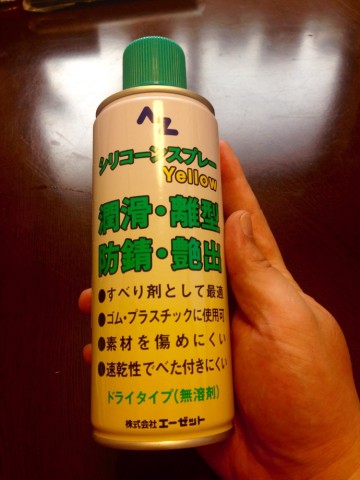 AZ
シリコーンスプレー
Yellow
潤滑・離型
防錆・艶出
●すべり剤として最適
●ゴム・プラスチックに使用可
●素材を傷めにくい
●速乾性でべた付きにくい
ドライタイプ(無溶剤)
株式会社エーゼット